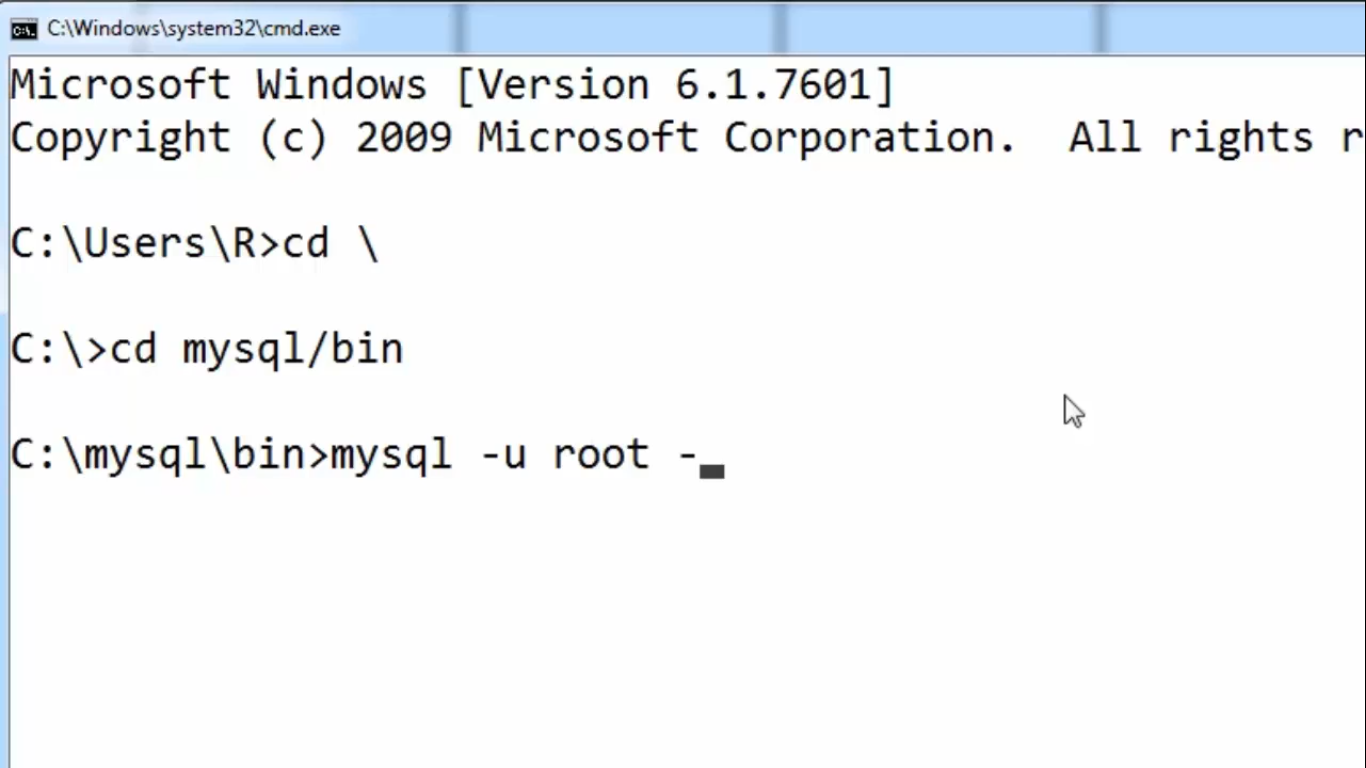 C:\Windows\system32\cmd.exe
Microsoft Windows [Version 6.1.7601]
Copyright (c) 2009 Microsoft Corporation.  All rights
C:\Users\R>cd \
C:\>cd mysql/bin
C:\mysql\bin>mysql -u root -